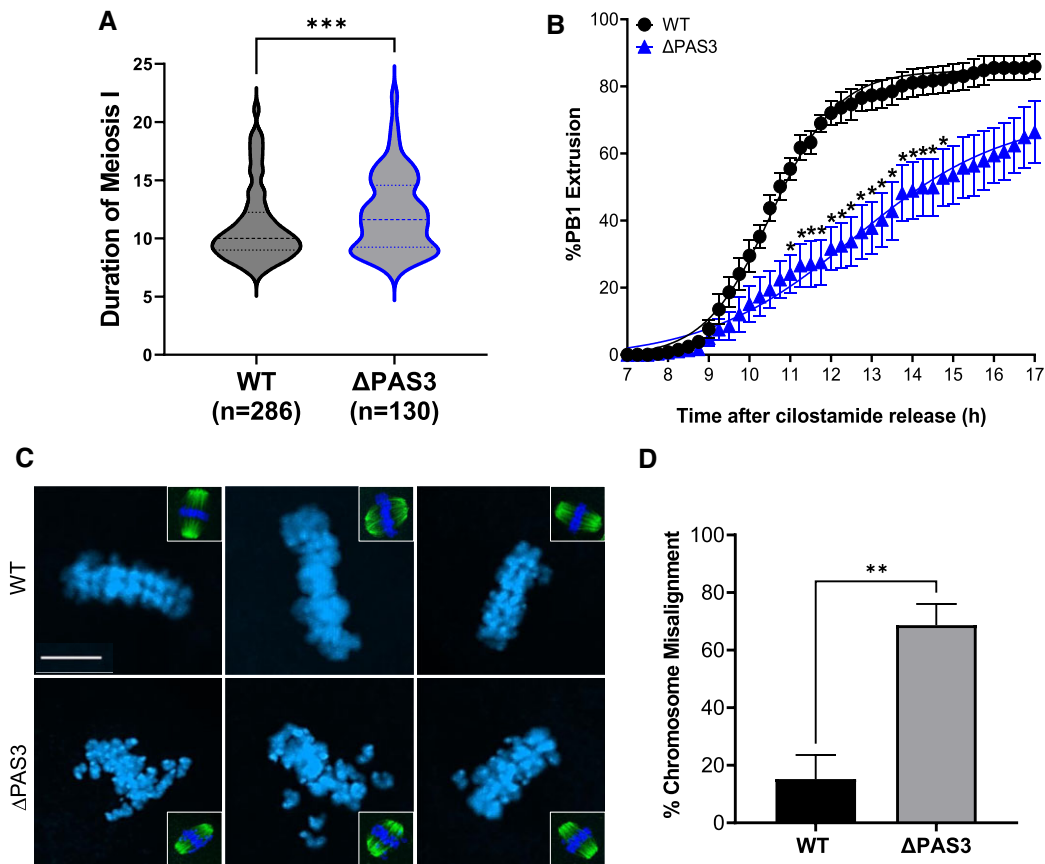 A
***
Duration of Meiosis I
25
20
15
10
5
0
WT
(n=286)
ΔPAS3
(n=130)
B
WT
ΔPAS3
%PB1 Extrusion
100
80
60
40
20
0
*
***
**
*
*
*
*
****
*
7
8
9
10
11
12
13
14
15
16
17
Time after cilostamide release (h)
C
WT
ΔPAS3
D
% Chromosome Misalignment
100
80
60
40
20
0
**
WT
ΔPAS3